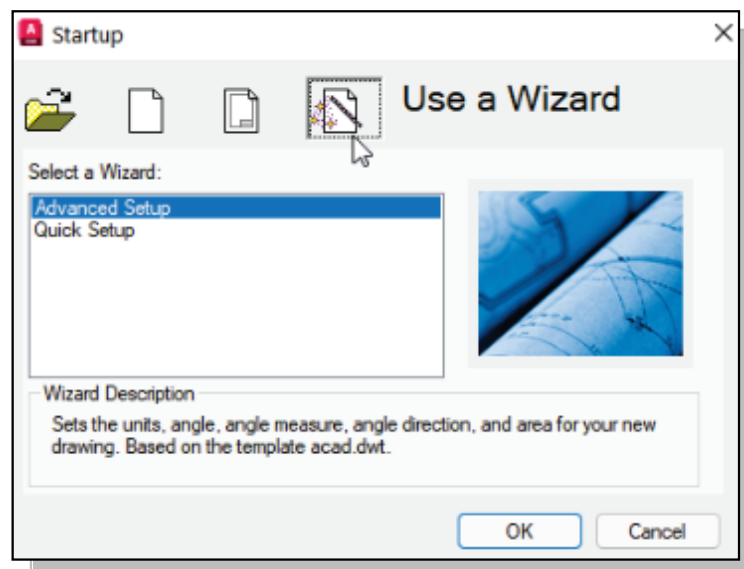 Startup
Use a Wizard
Select a Wizard:
Advanced Setup
Quick Setup
Wizard Description
Sets the units, angle, angle measure, angle direction, and area for your new
drawing. Based on the template acad.dwt.
OK
Cancel